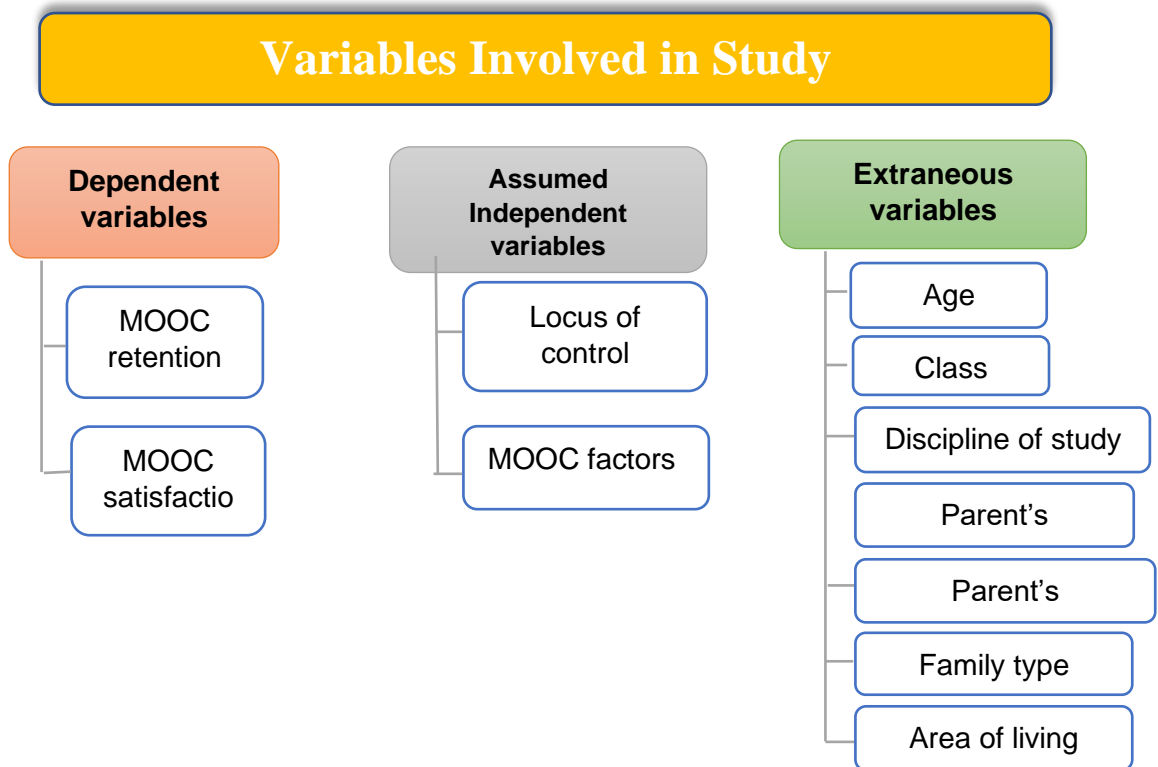 Variables Involved in Study
Dependent
variables
MOOC
retention
MOOC
satisfactio
Assumed
Independent
variables
Locus of
control
MOOC factors
Extraneous
variables
Age
Class
Discipline of study
Parent's
Parent's
Family type
Area of living